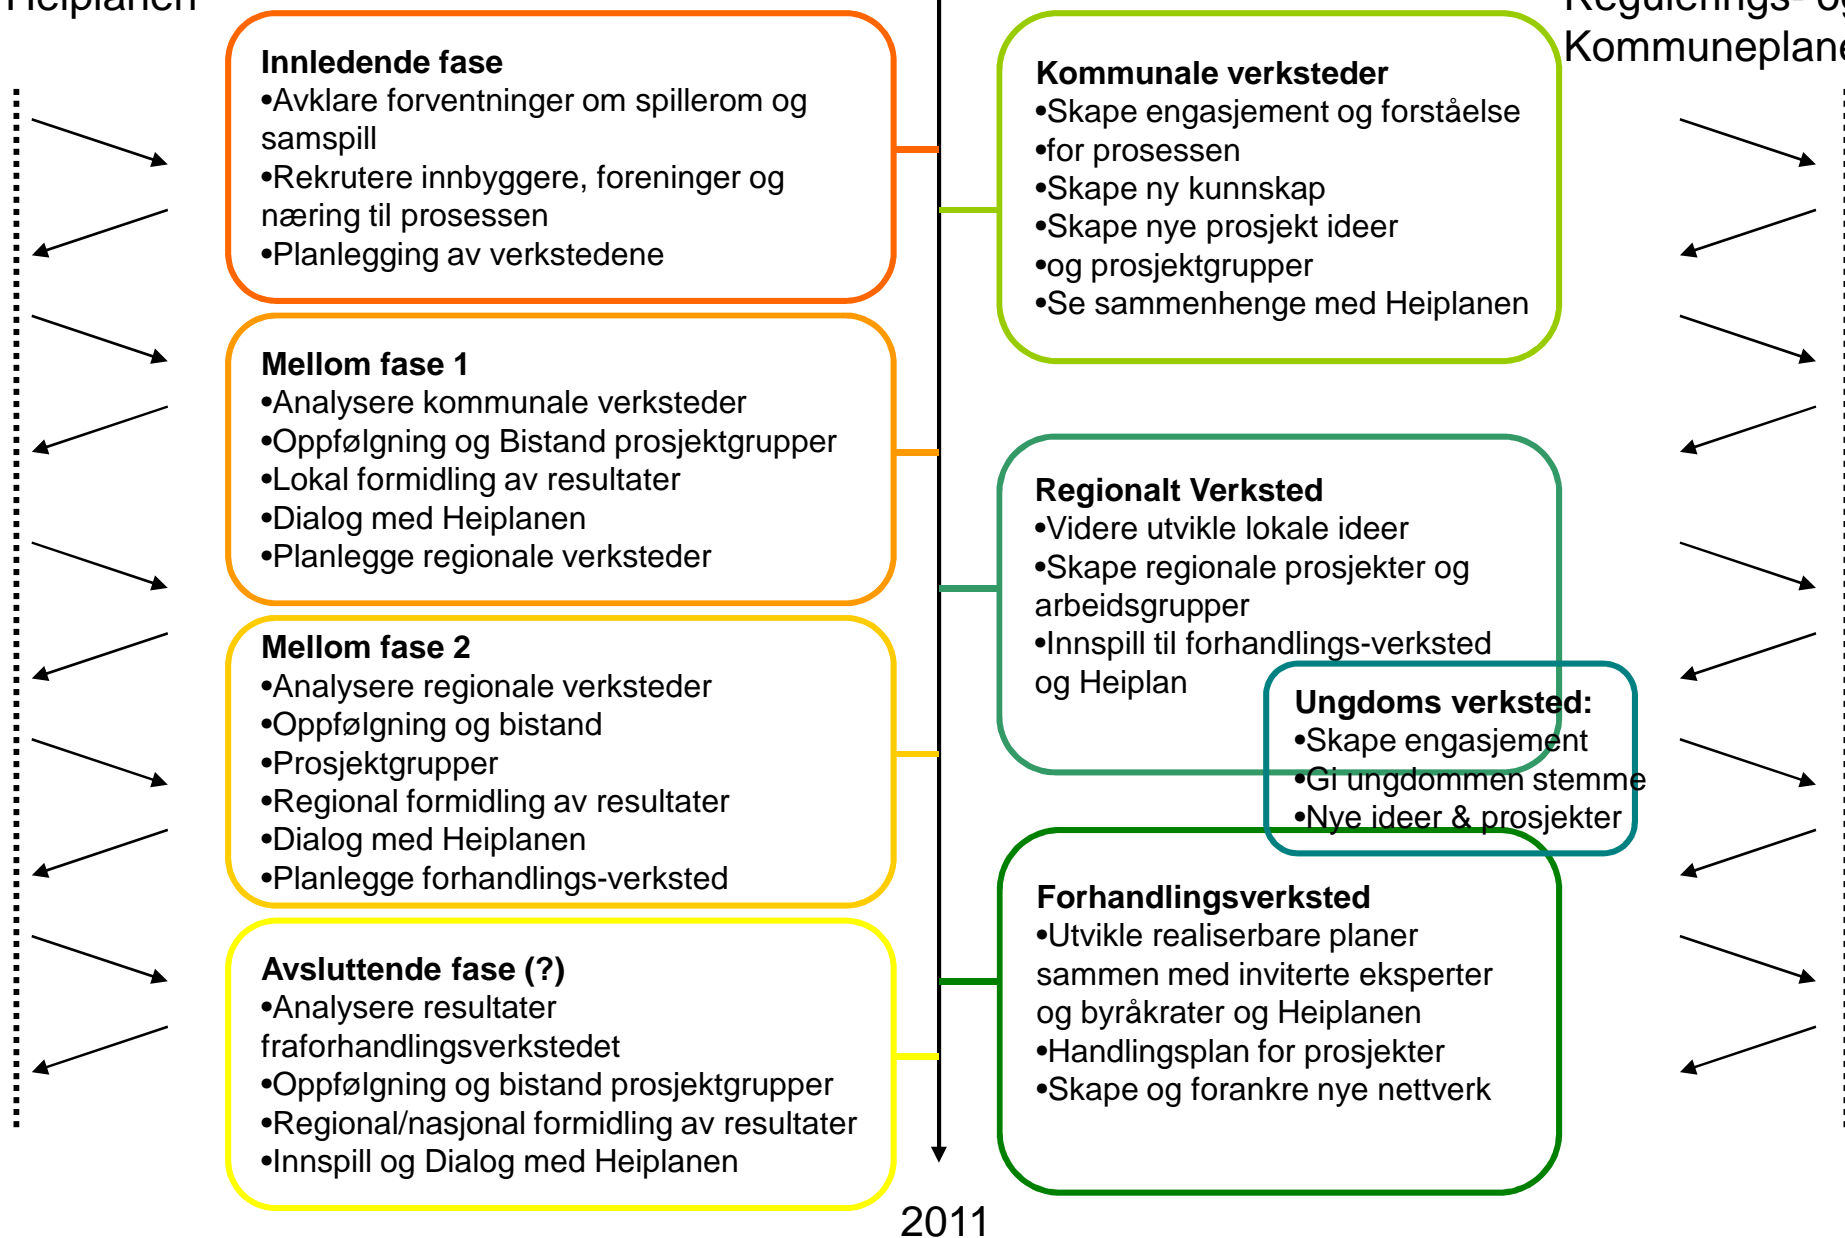 Heiplanen
Innledende fase
•Avklare forventninger om spillerom og
samspill
•Rekrutere innbyggere, foreninger og
næring til prosessen
•Planlegging av verkstedene
Mellom fase 1
•Analysere kommunale verksteder
•Oppfølgning og Bistand prosjektgrupper
•Lokal formidling av resultater
•Dialog med Heiplanen
•Planlegge regionale verksteder
Mellom fase 2
•Analysere regionale verksteder
•Oppfølgning og bistand
•Prosjektgrupper
•Regional formidling av resultater
•Dialog med Heiplanen
•Planlegge forhandlings-verksted
Avsluttende fase (?)
•Analysere resultater
fraforhandlingsverkstedet
•Oppfølgning og bistand prosjektgrupper
•Regional/nasjonal formidling av resultater
•Innspill og Dialog med Heiplanen
Regulerings- og
Kommuneplane
Kommunale verksteder
•Skape engasjement og forståelse
•for prosessen
•Skape ny kunnskap
•Skape nye prosjekt ideer
•og prosjektgrupper
•Se sammenhenge med Heiplanen
Regionalt Verksted
•Videre utvikle lokale ideer
•Skape regionale prosjekter og
arbeidsgrupper
•Innspill til forhandlings-verksted
og Heiplan
Ungdoms verksted:
•Skape engasjement
•Gi ungdommen stemme
•Nye ideer & prosjekter
Forhandlingsverksted
•Utvikle realiserbare planer
sammen med inviterte eksperter
og byråkrater og Heiplanen
•Handlingsplan for prosjekter
•Skape og forankre nye nettverk
2011